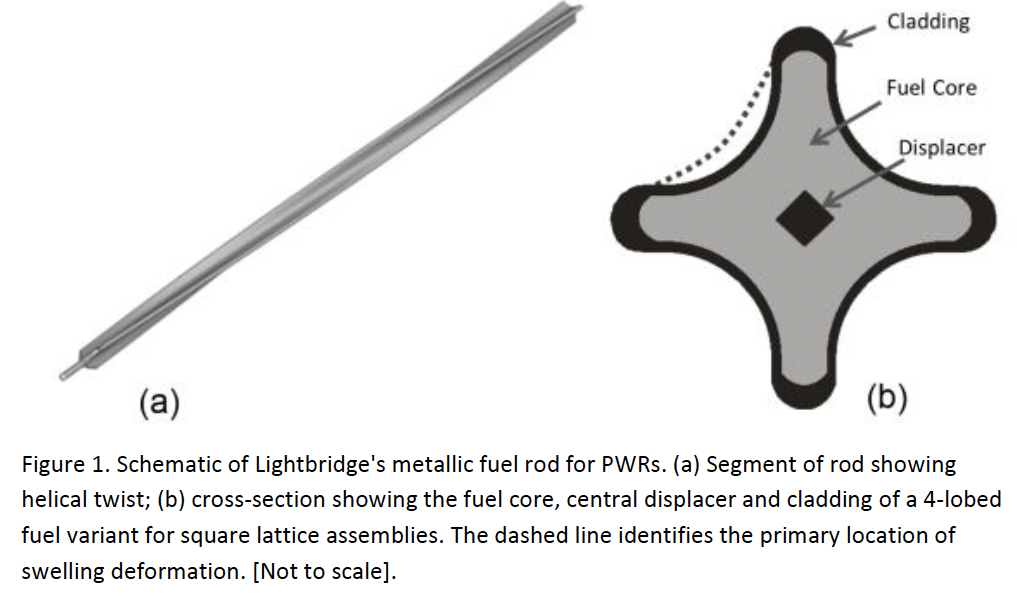 Cladding
Fuel Core
Displacer
(a)
(b)
Figure 1. Schematic of Lightbridge's metallic fuel rod for PWRs. (a) Segment of rod showing
helical twist; (b) cross-section showing the fuel core, central displacer and cladding of a 4-lobed
fuel variant for square lattice assemblies. The dashed line identifies the primary location of
swelling deformation. [Not to scale].